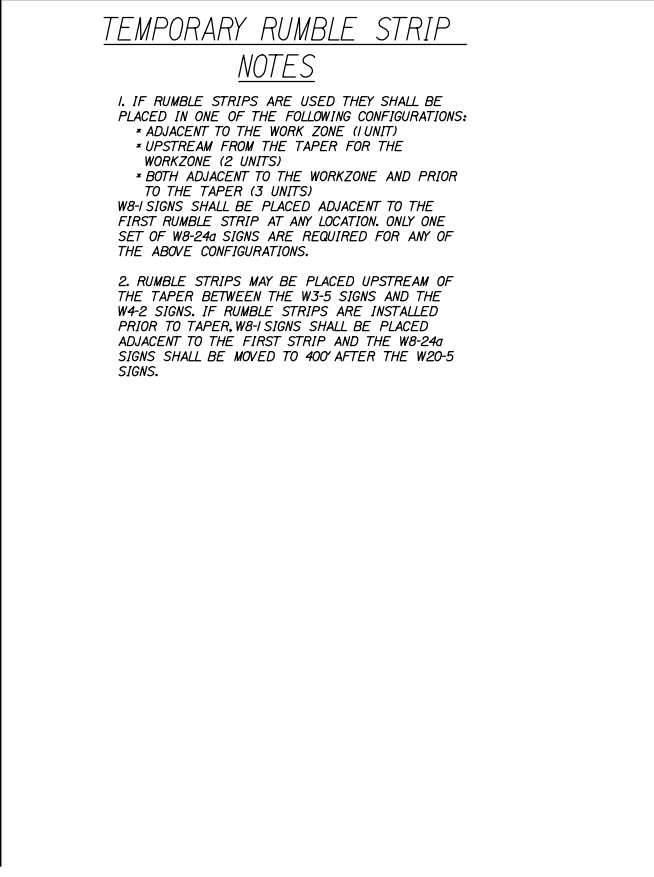 TEMPORARY RUMBLE STRIP
NOTES
1. IF RUMBLE STRIPS ARE USED THEY SHALL BE
PLACED IN ONE OF THE FOLLOWING CONFIGURATIONS:
* ADJACENT TO THE WORK ZONE (1 UNIT)
* UPSTREAM FROM THE TAPER FOR THE
WORKZONE (2 UNITS)
* BOTH ADJACENT TO THE WORKZONE AND PRIOR
TO THE TAPER (3 UNITS)
W8-1 SIGNS SHALL BE PLACED ADJACENT TO THE
FIRST RUMBLE STRIP AT ANY LOCATION. ONLY ONE
SET OF W8-24a SIGNS ARE REQUIRED FOR ANY OF
THE ABOVE CONFIGURATIONS.
2. RUMBLE STRIPS MAY BE PLACED UPSTREAM OF
THE TAPER BETWEEN THE W3-5 SIGNS AND THE
W4-2 SIGNS. IF RUMBLE STRIPS ARE INSTALLED
PRIOR TO TAPER, W8-1 SIGNS SHALL BE PLACED
ADJACENT TO THE FIRST STRIP AND THE W8-24a
SIGNS SHALL BE MOVED TO 400' AFTER THE W20-5
SIGNS.